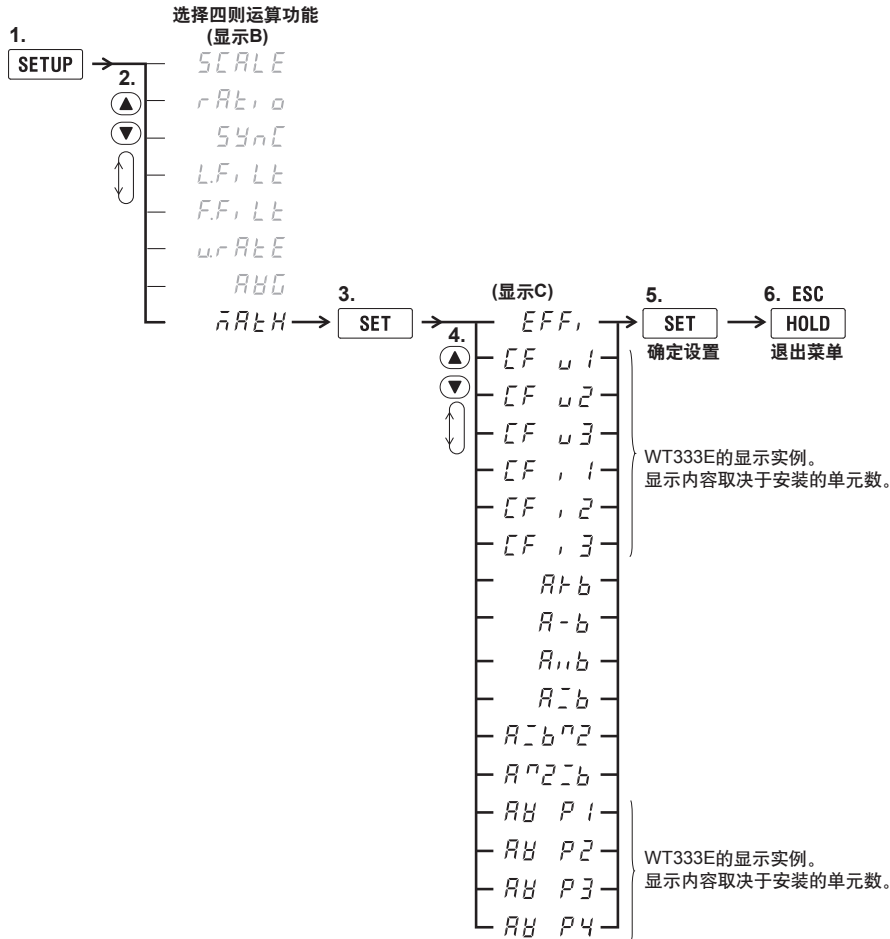 选择四则运算功能
(显示B)
1.
SETUP
2.
SCALE
rAtio
SYnC
L.FiLt
F.FiLt
u.rAtE
AVG
MAtH
3.
SET
4.
(显示C)
EFFi
CF u1
CF u2
CF u3
CF i1
CF i2
CF i3
WT333E的显示实例。
显示内容取决于安装的单元数。
A+b
A-b
A*b
A/b
A/b^2
A^2/b
AV P1
AV P2
AV P3
AV P4
WT333E的显示实例。
显示内容取决于安装的单元数。
5.
SET
确定设置
6. ESC
HOLD
退出菜单